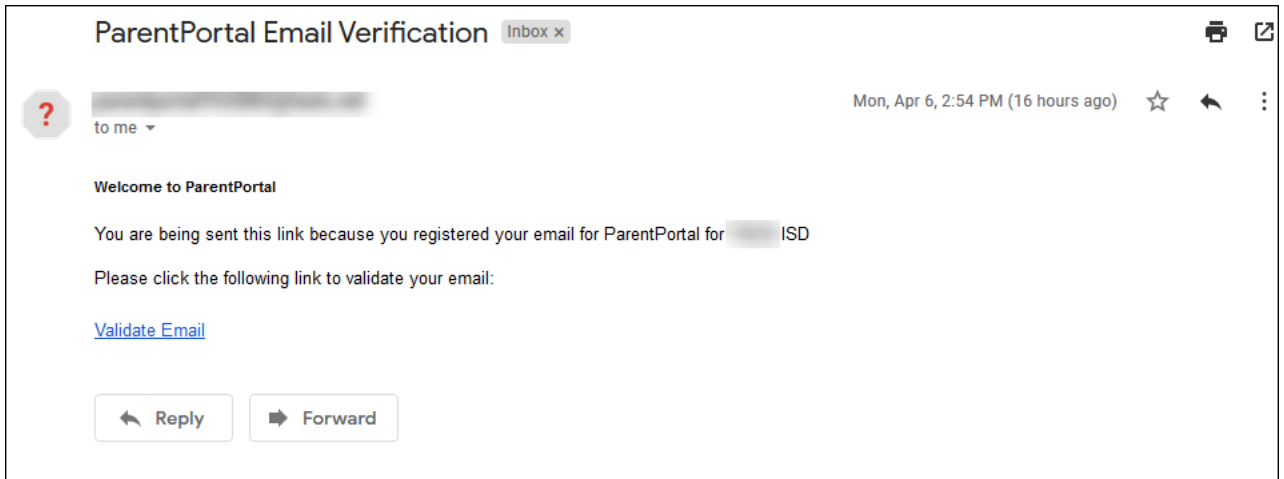 ParentPortal Email Verification Inbox x
Mon, Apr 6, 2:54 PM (16 hours ago)
?
to me
Welcome to ParentPortal
You are being sent this link because you registered your email for ParentPortal for ISD
Please click the following link to validate your email:
Validate Email
Reply Forward